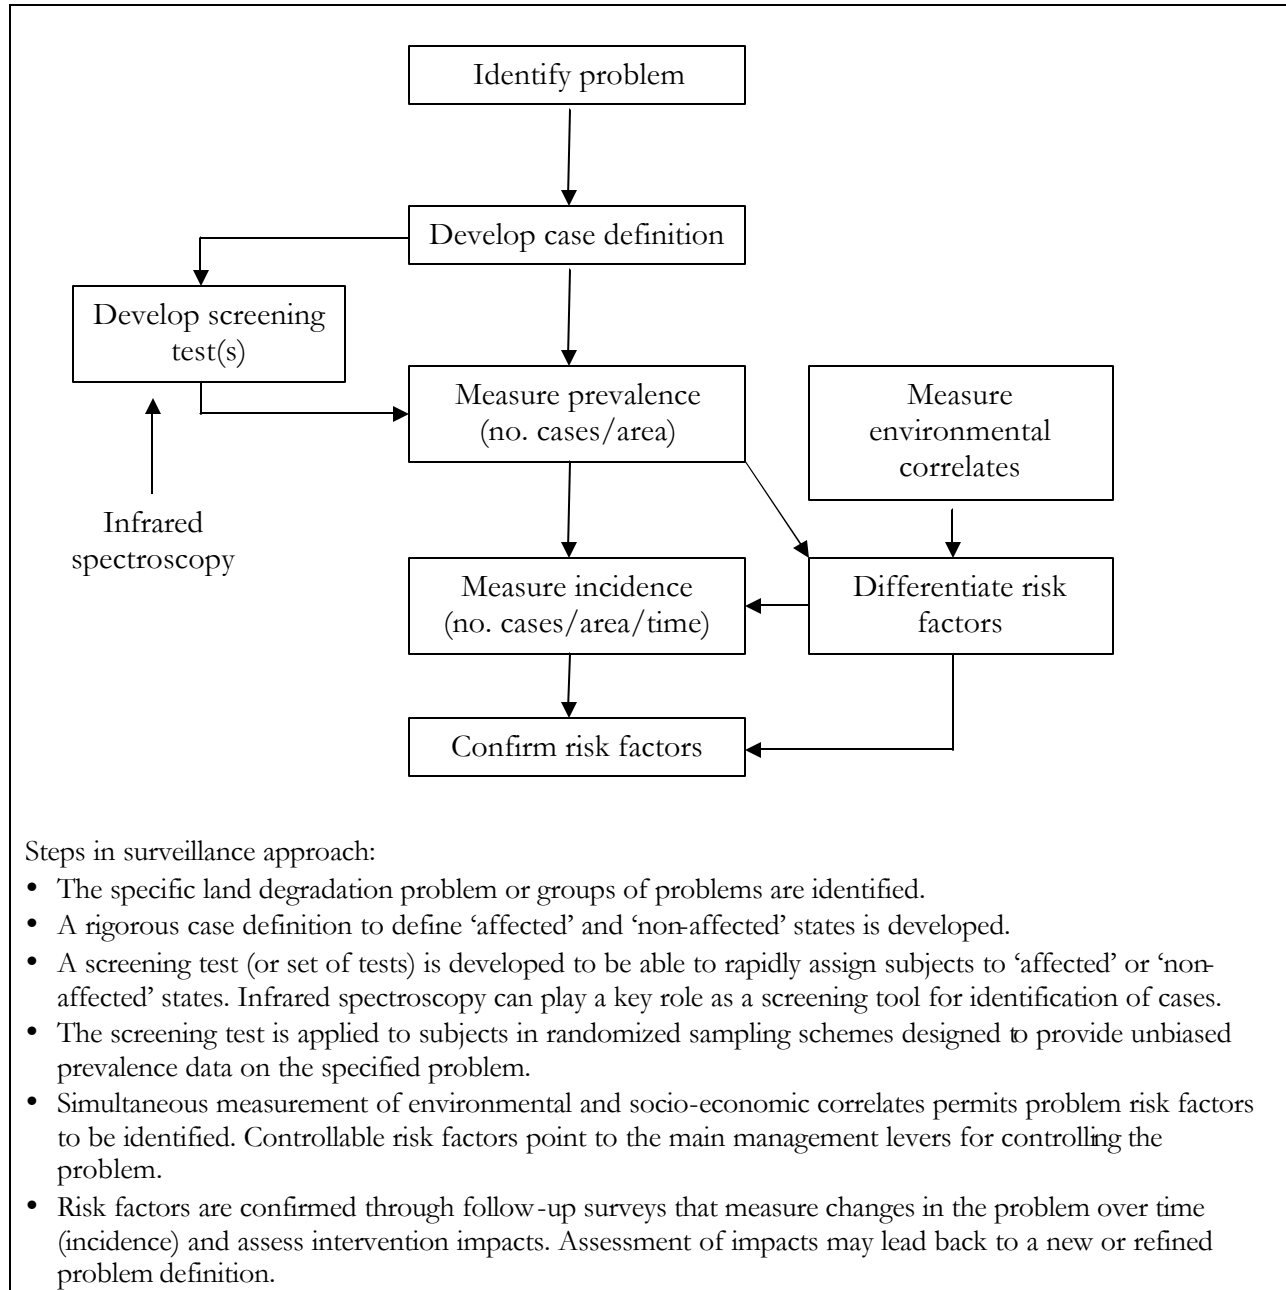 Identify problem
Develop case definition
Develop screening
test(s)
Measure prevalence
(no. cases/area)
Measure
environmental
correlates
Infrared
spectroscopy
Measure incidence
(no. cases/area/time)
Differentiate risk
factors
Confirm risk factors
Steps in surveillance approach:
• The specific land degradation problem or groups of problems are identified.
• A rigorous case definition to define ‘affected’ and ‘non-affected’ states is developed.
• A screening test (or set of tests) is developed to be able to rapidly assign subjects to ‘affected’ or ‘non-
affected’ states. Infrared spectroscopy can play a key role as a screening tool for identification of cases.
• The screening test is applied to subjects in randomized sampling schemes designed to provide unbiased
prevalence data on the specified problem.
• Simultaneous measurement of environmental and socio-economic correlates permits problem risk factors
to be identified. Controllable risk factors point to the main management levers for controlling the
problem.
• Risk factors are confirmed through follow-up surveys that measure changes in the problem over time
(incidence) and assess intervention impacts. Assessment of impacts may lead back to a new or refined
problem definition.